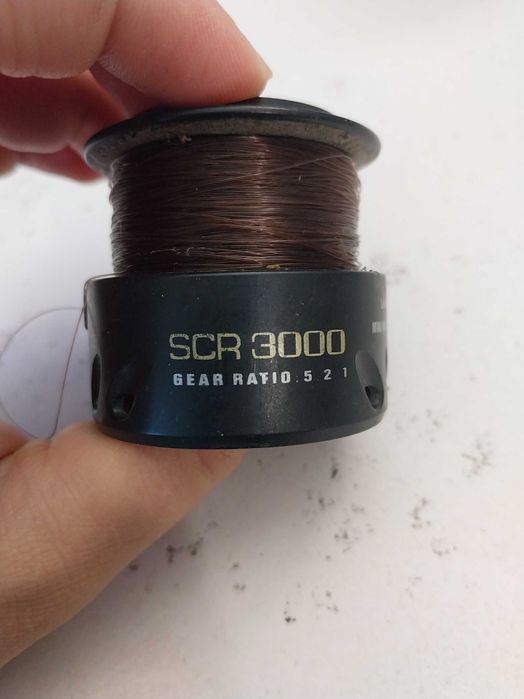 SCR 3000
GEAR RATIO : 5 2 1